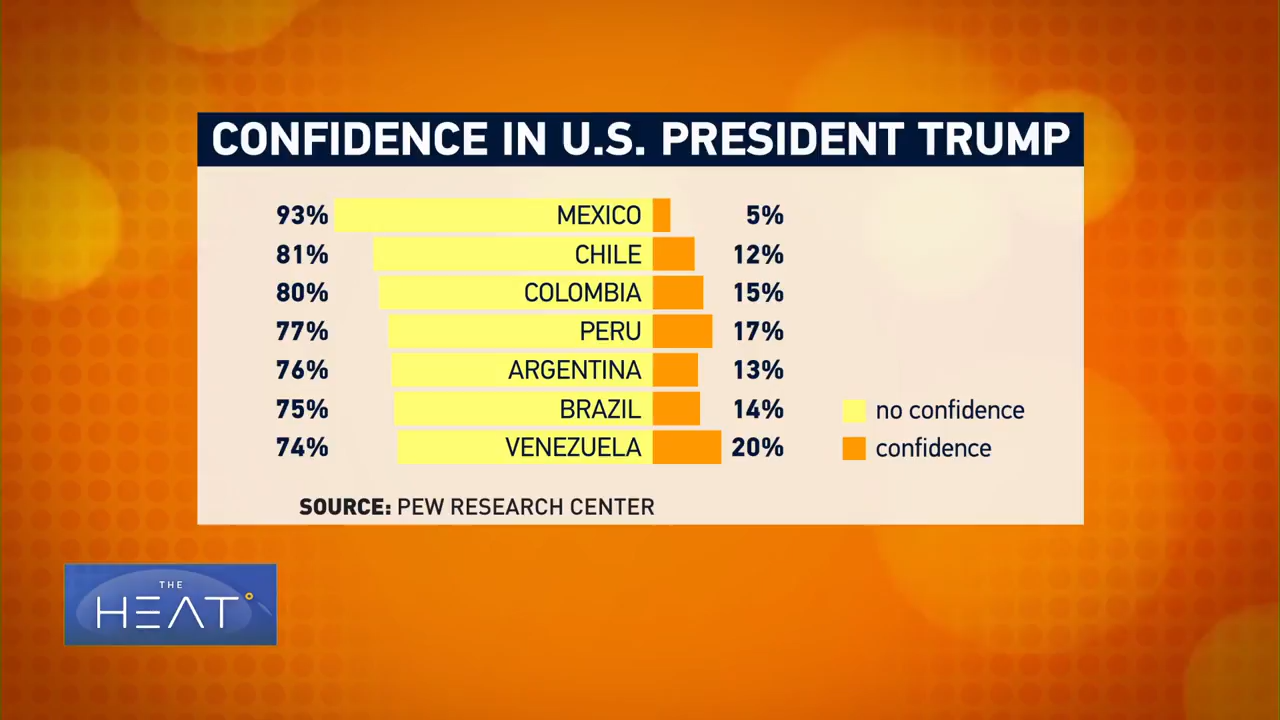 CONFIDENCE IN U.S. PRESIDENT TRUMP
93% MEXICO 5%
81% CHILE 12%
80% COLOMBIA 15%
77% PERU 17%
76% ARGENTINA 13%
75% BRAZIL 14%
74% VENEZUELA 20%
no confidence
confidence
SOURCE: PEW RESEARCH CENTER
THE
HEAT